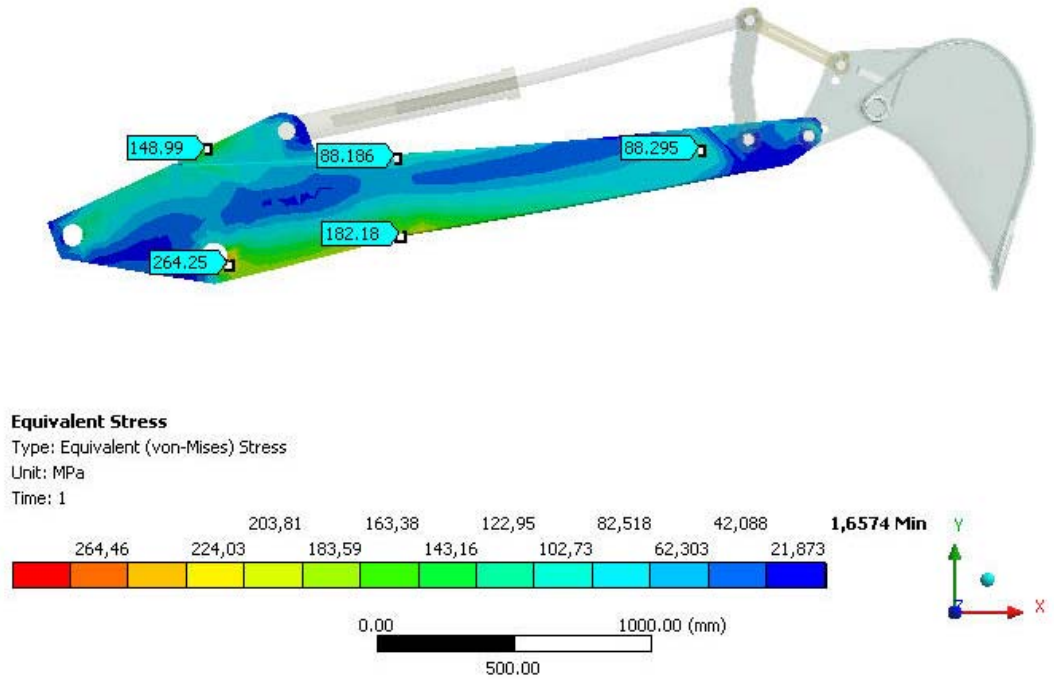 148.99
88.186
88.295
182.18
264.25
Equivalent Stress
Type: Equivalent (von-Mises) Stress
Unit: MPa
Time: 1
203,81 163,38 122,95 82,518 42,088 1,6574 Min
264,46 224,03 183,59 143,16 102,73 62,303 21,873
0.00 1000.00 (mm)
500.00
Y
Z X